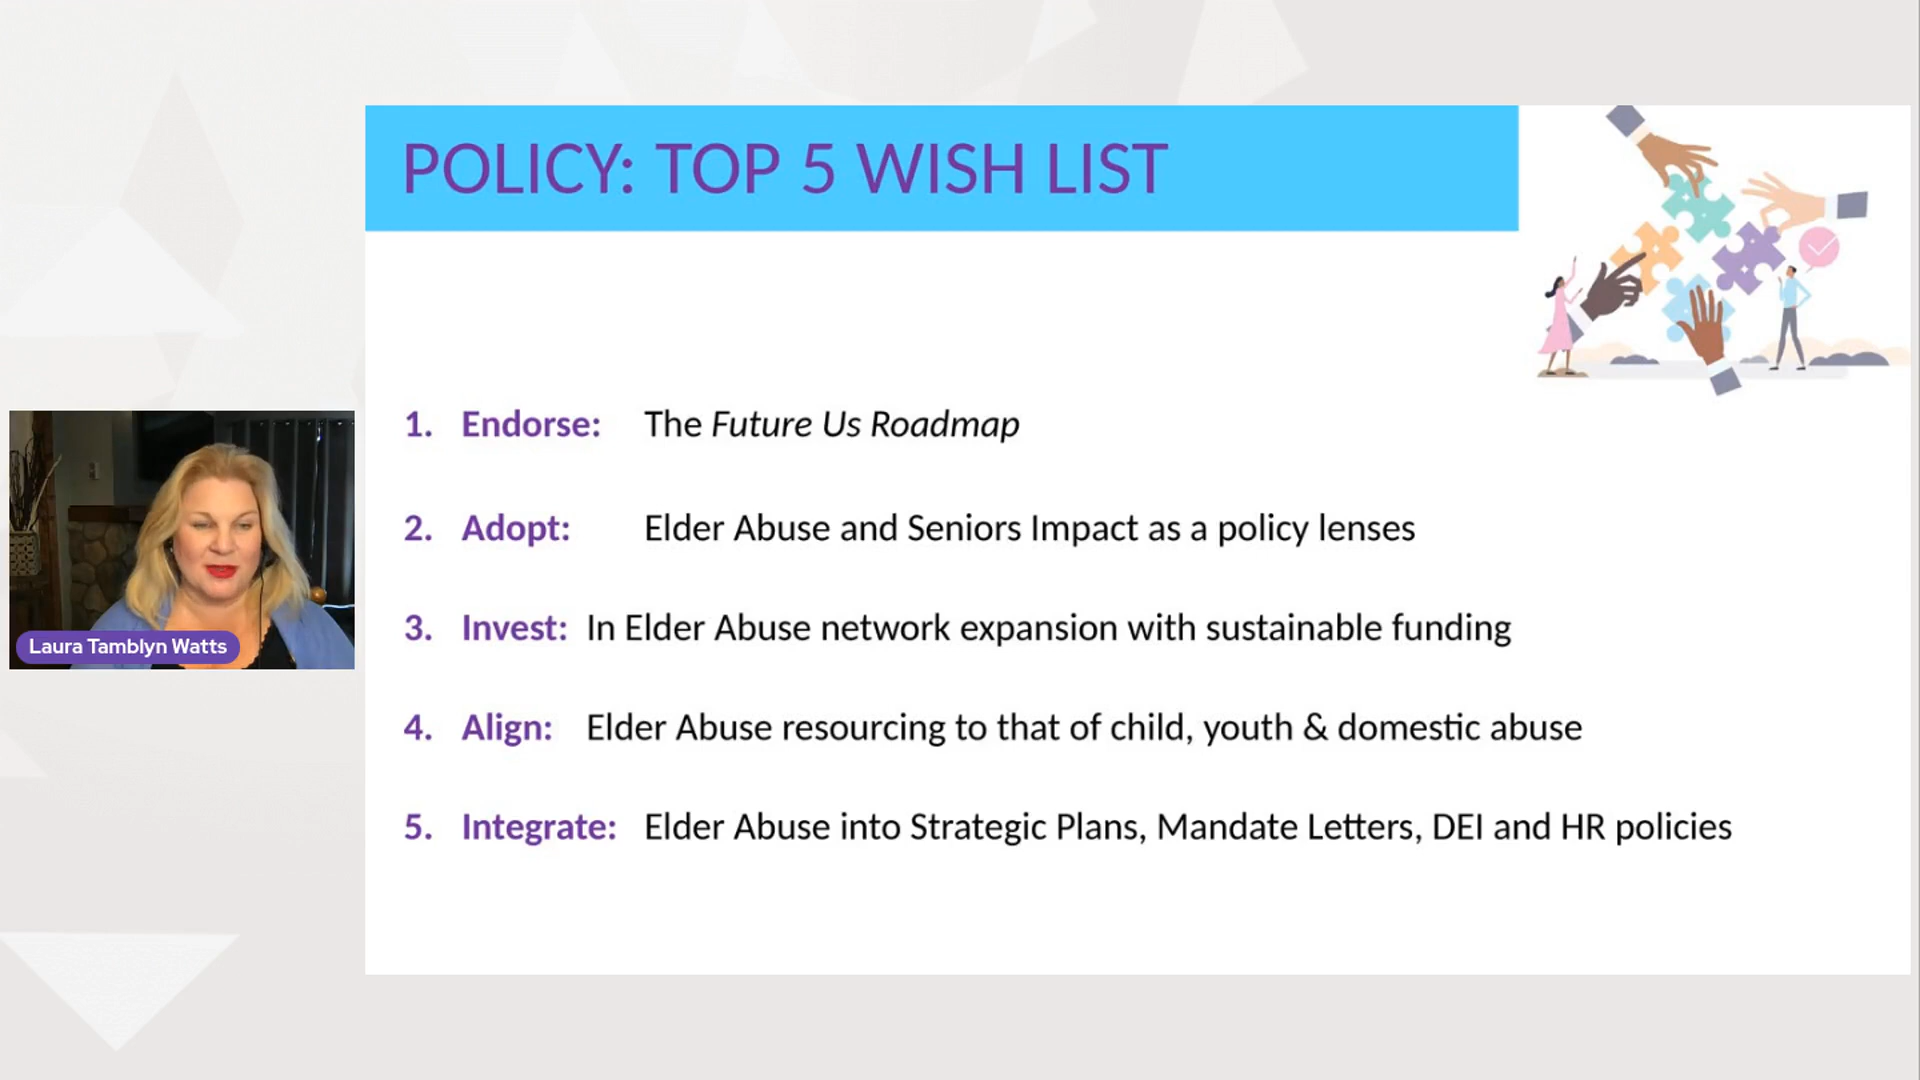 POLICY: TOP 5 WISH LIST
1. Endorse: The Future Us Roadmap
2. Adopt: Elder Abuse and Seniors Impact as a policy lenses
3. Invest: In Elder Abuse network expansion with sustainable funding
4. Align: Elder Abuse resourcing to that of child, youth & domestic abuse
5. Integrate: Elder Abuse into Strategic Plans, Mandate Letters, DEI and HR policies
Laura Tamblyn Watts